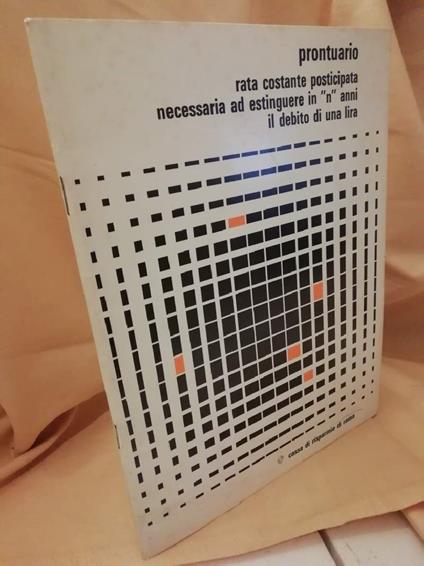 prontuario
rata costante posticipata
necessaria ad estinguere in "n" anni
il debito di una lira
cassa di risparmio di roma